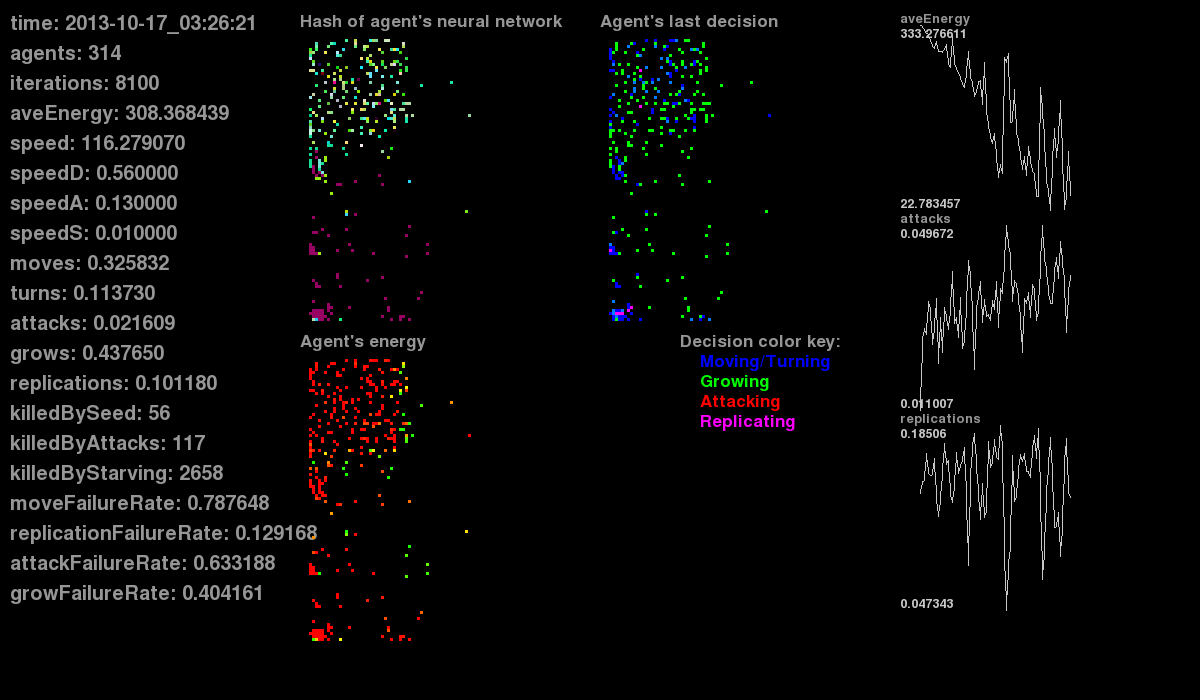 time: 2013-10-17_03:26:21
agents: 314
iterations: 8100
aveEnergy: 308.368439
speed: 116.279070
speedD: 0.560000
speedA: 0.130000
speedS: 0.010000
moves: 0.325832
turns: 0.113730
attacks: 0.021609
grows: 0.437650
replications: 0.101180
killedBySeed: 56
killedByAttacks: 117
killedByStarving: 2658
moveFailureRate: 0.787648
replicationFailureRate: 0.129168
attackFailureRate: 0.633188
growFailureRate: 0.404161
Hash of agent's neural network
Agent's energy
Agent's last decision
Decision color key:
Moving/Turning
Growing
Attacking
Replicating
aveEnergy
333.276611
22.783457
attacks
0.049672
0.011007
replications
0.18506
0.047343